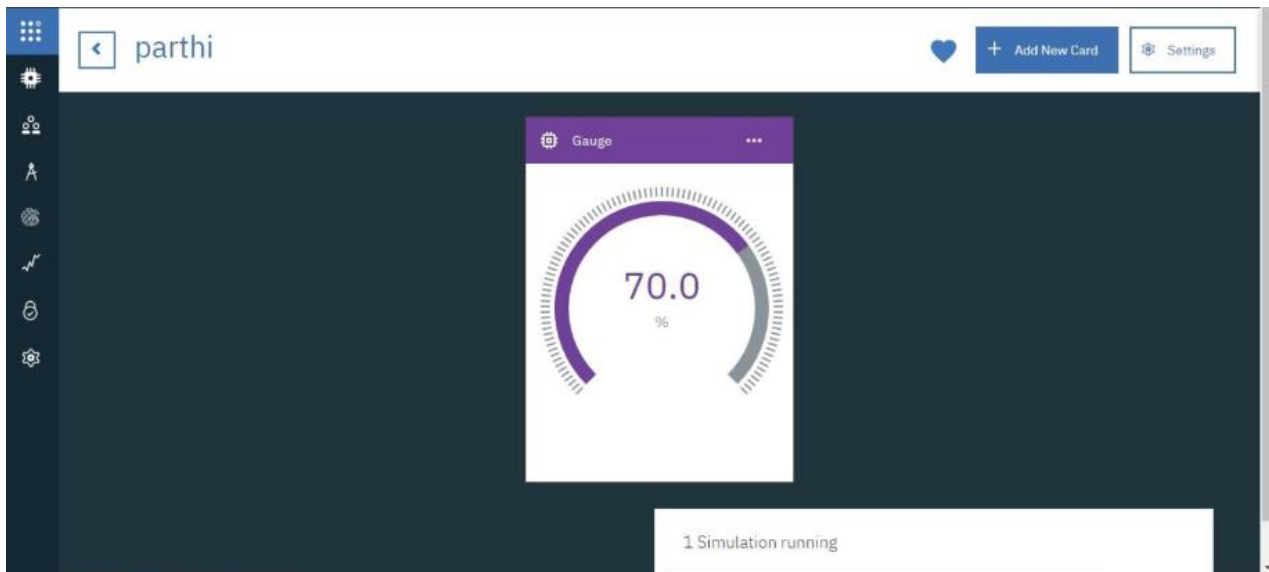 parthi
+ Add New Card
Settings
Gauge
70.0
%
1 Simulation running